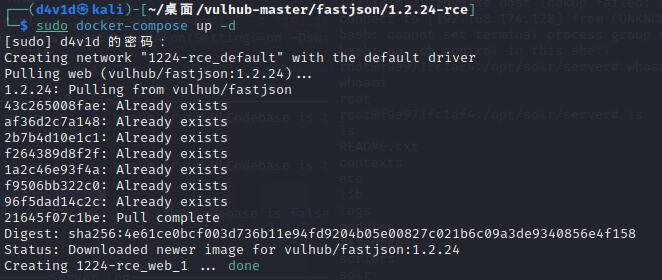 ┌──(d4v1d㉿kali)-[~/桌面/vulhub-master/fastjson/1.2.24-rce]
└─$ sudo docker-compose up -d
[sudo] d4v1d 的密码：
Creating network "1224-rce_default" with the default driver
Pulling web (vulhub/fastjson:1.2.24)...
1.2.24: Pulling from vulhub/fastjson
43c265008fae: Already exists
af36d2c7a148: Already exists
2b7b4d10e1c1: Already exists
f264389d8f2f: Already exists
1a2c46e93f4a: Already exists
f9506bb322c0: Already exists
96f5dad14c2c: Already exists
21645f07c1be: Pull complete
Digest: sha256:4e61ce0bcf003d736b11e94fd9204b05e00827c021b6c09a3de9340856e4f158
Status: Downloaded newer image for vulhub/fastjson:1.2.24
Creating 1224-rce_web_1 ... done